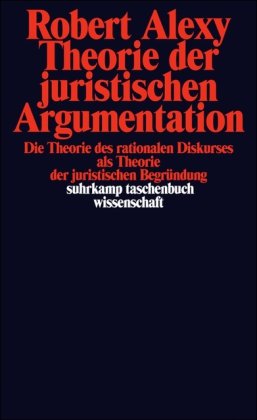 Robert Alexy
Theorie der
juristischen
Argumentation
Die Theorie des rationalen Diskurses
als Theorie
der juristischen Begründung
suhrkamp taschenbuch
wissenschaft